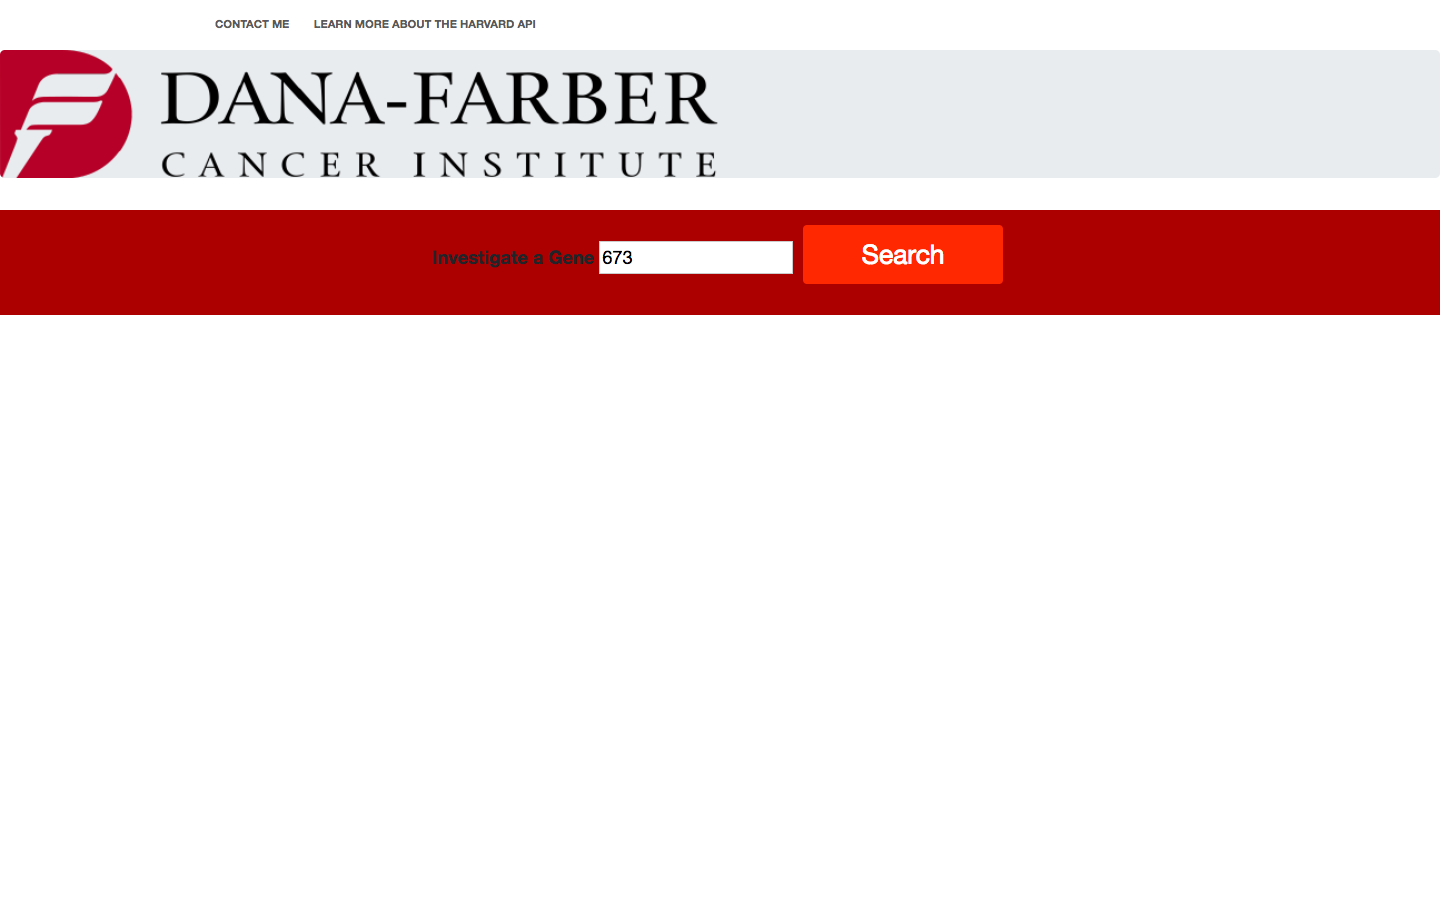 CONTACT ME LEARN MORE ABOUT THE HARVARD API
DANA-FARBER
CANCER INSTITUTE
Investigate a Gene 673 Search